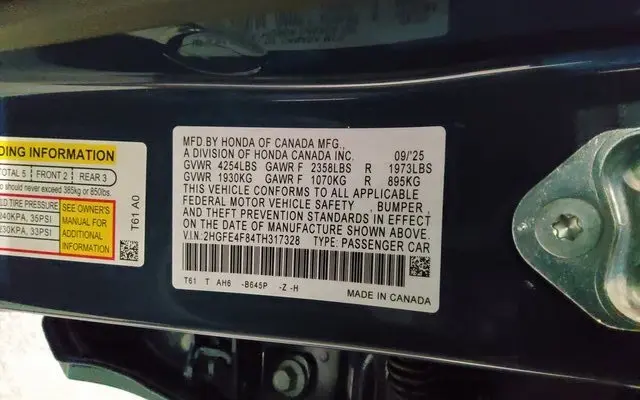 DING INFORMATION
TOTAL 5 FRONT 2 REAR 3
o should never exceed 385kg or 850lbs.
LD TIRE PRESSURE
240KPA, 35PSI
230KPA, 33PSI
SEE OWNER'S
MANUAL FOR
ADDITIONAL
INFORMATION
T61 A0
MFD.BY HONDA OF CANADA MFG.,
A DIVISION OF HONDA CANADA INC. 09/'25
GVWR 4254LBS GAWR F 2358LBS R 1973LBS
GVWR 1930KG GAWR F 1070KG R 895KG
THIS VEHICLE CONFORMS TO ALL APPLICABLE
FEDERAL MOTOR VEHICLE SAFETY , BUMPER ,
AND THEFT PREVENTION STANDARDS IN EFFECT
ON THE DATE OF MANUFACTURE SHOWN ABOVE.
V.I.N.:2HGFE4F84TH317328 TYPE: PASSENGER CAR
T61 T AH6 -B645P -Z -H
MADE IN CANADA